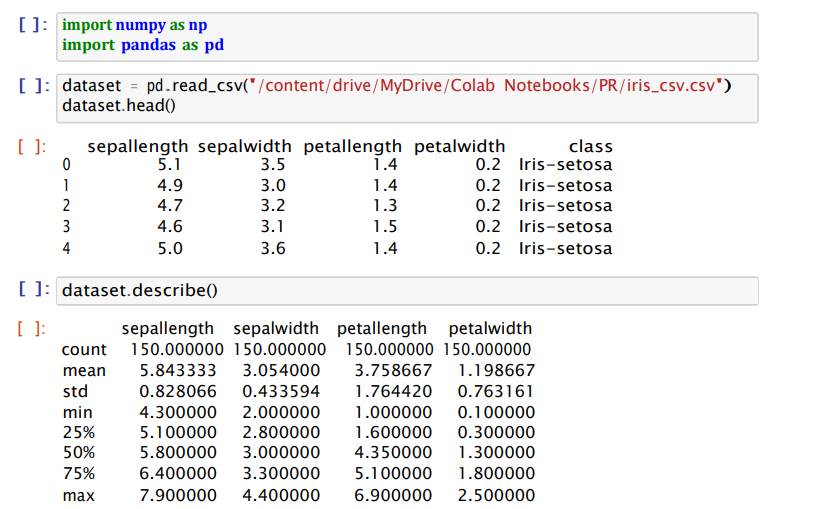 [ ]: import numpy as np
import pandas as pd
[ ]: dataset = pd.read_csv("/content/drive/MyDrive/Colab Notebooks/PR/iris_csv.csv")
dataset.head()
[ ]: sepallength sepalwidth petallength petalwidth class
0 5.1 3.5 1.4 0.2 Iris-setosa
1 4.9 3.0 1.4 0.2 Iris-setosa
2 4.7 3.2 1.3 0.2 Iris-setosa
3 4.6 3.1 1.5 0.2 Iris-setosa
4 5.0 3.6 1.4 0.2 Iris-setosa
[ ]: dataset.describe()
[ ]: sepallength sepalwidth petallength petalwidth
count 150.000000 150.000000 150.000000 150.000000
mean 5.843333 3.054000 3.758667 1.198667
std 0.828066 0.433594 1.764420 0.763161
min 4.300000 2.000000 1.000000 0.100000
25% 5.100000 2.800000 1.600000 0.300000
50% 5.800000 3.000000 4.350000 1.300000
75% 6.400000 3.300000 5.100000 1.800000
max 7.900000 4.400000 6.900000 2.500000